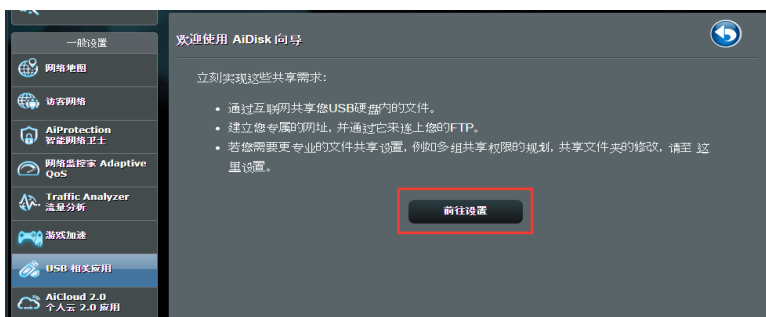 一般设置
网络地图
访客网络
AiProtection
智能网络卫士
网络监控家 Adaptive
QoS
Traffic Analyzer
流量分析
游戏加速
USB 相关应用
AiCloud 2.0
个人云 2.0 应用
欢迎使用 AiDisk 向导
立刻实现这些共享需求:
• 通过互联网共享您USB硬盘内的文件。
• 建立您专属的网址, 并通过它来连上您的FTP。
• 若您需要更专业的文件共享设置, 例如多组共享权限的规划, 共享文件夹的修改, 请至 这
里设置。
前往设置